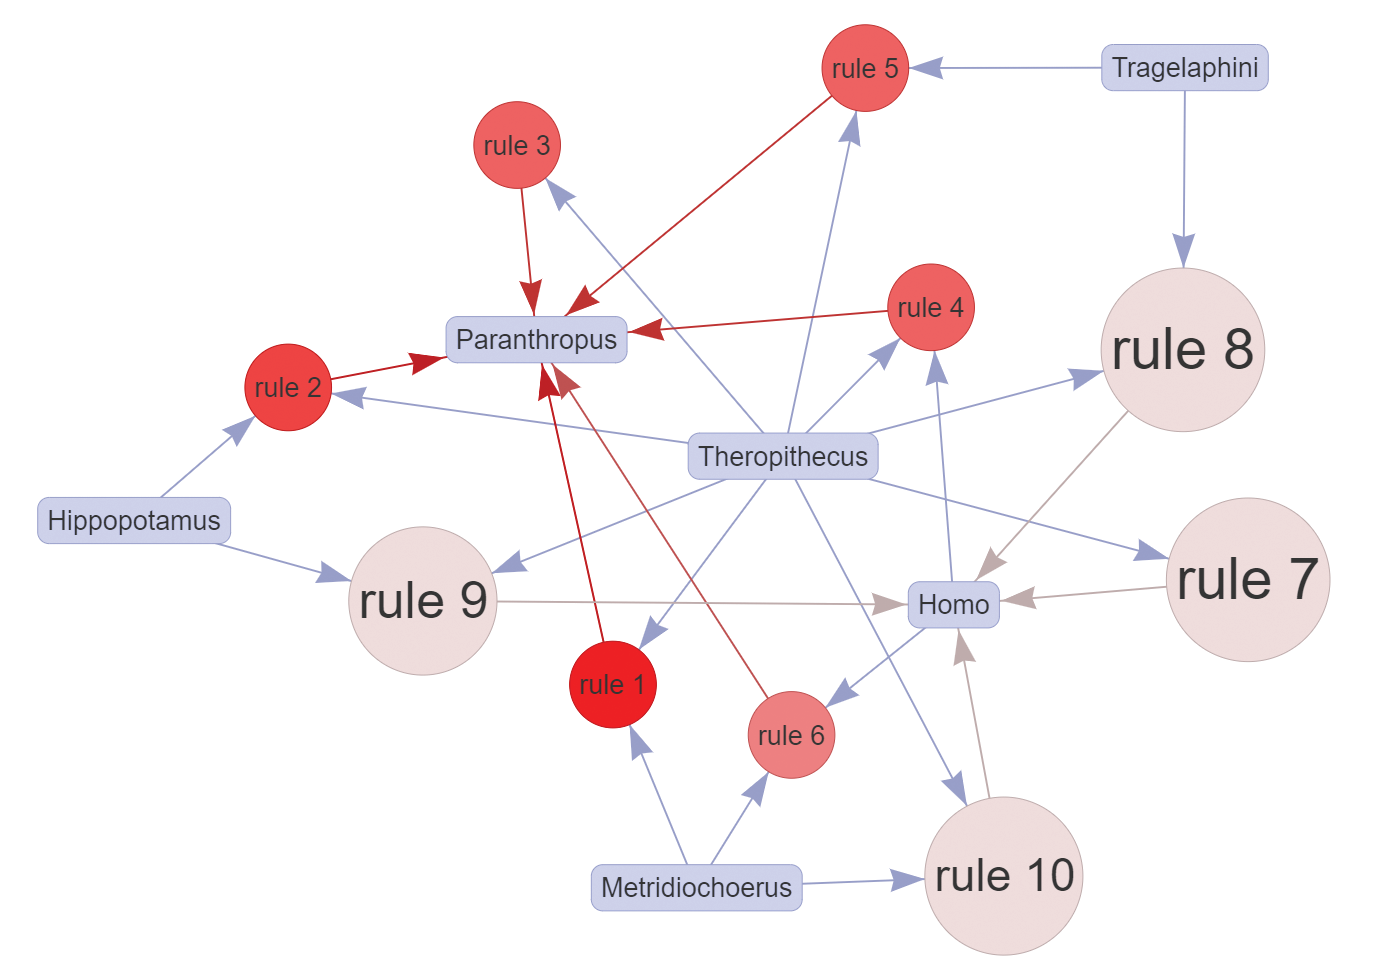 rule 5
Tragelaphini
rule 3
rule 4
Paranthropus
rule 8
rule 2
Theropithecus
Hippopotamus
rule 7
rule 9
Homo
rule 1
rule 6
rule 10
Metridiochoerus